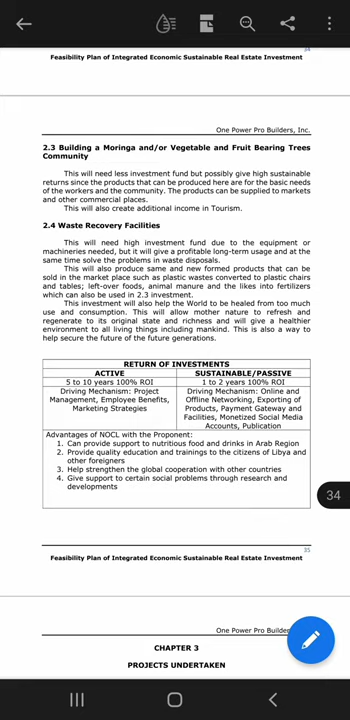 34
Feasibility Plan of Integrated Economic Sustainable Real Estate Investment
One Power Pro Builders, Inc.
2.3 Building a Moringa and/or Vegetable and Fruit Bearing Trees
Community
This will need less investment fund but possibly give high sustainable
returns since the products that can be produced here are for the basic needs
of the workers and the community. The products can be supplied to markets
and other commercial places.
This will also create additional income in Tourism.
2.4 Waste Recovery Facilities
This will need high investment fund due to the equipment or
machineries needed, but it will give a profitable long-term usage and at the
same time solve the problems in waste disposals.
This will also produce same and new formed products that can be
sold in the market place such as plastic wastes converted to plastic chairs
and tables; left-over foods, animal manure and the likes into fertilizers
which can also be used in 2.3 investment.
This investment will also help the World to be healed from too much
use and consumption. This will allow mother nature to refresh and
regenerate to its original state and richness and will give a healthier
environment to all living things including mankind. This is also a way to
help secure the future of the future generations.
RETURN OF INVESTMENTS
ACTIVE SUSTAINABLE/PASSIVE
5 to 10 years 100% ROI 1 to 2 years 100% ROI
Driving Mechanism: Project Driving Mechanism: Online and
Management, Employee Benefits, Offline Networking, Exporting of
Marketing Strategies Products, Payment Gateway and
Facilities, Monetized Social Media
Accounts, Publication
Advantages of NOCL with the Proponent:
1. Can provide support to nutritious food and drinks in Arab Region
2. Provide quality education and trainings to the citizens of Libya and
other foreigners
3. Help strengthen the global cooperation with other countries
4. Give support to certain social problems through research and
developments
34
35
Feasibility Plan of Integrated Economic Sustainable Real Estate Investment
One Power Pro Builder
CHAPTER 3
PROJECTS UNDERTAKEN